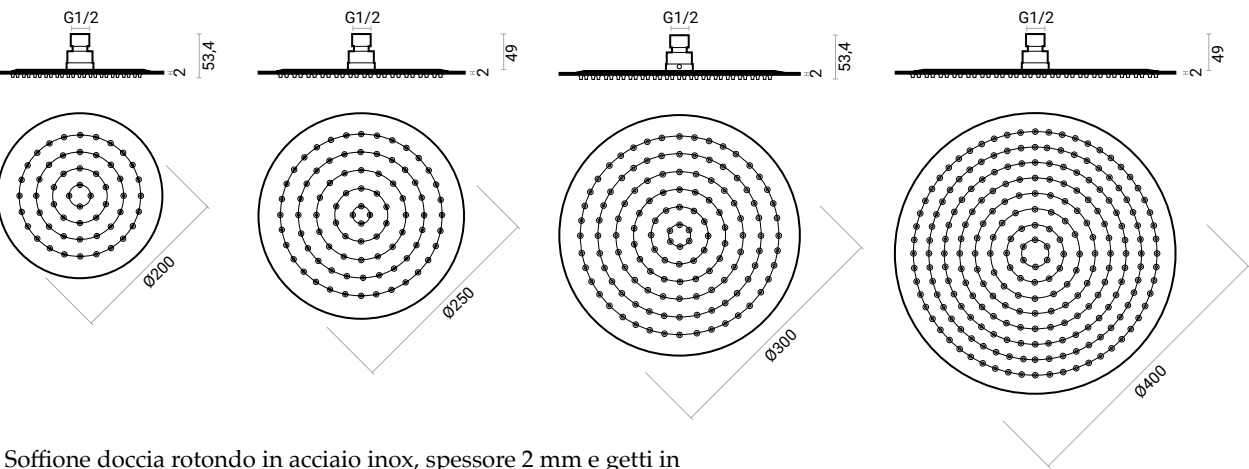 G1/2
53,4
2
G1/2
49
2
G1/2
53,4
2
G1/2
49
2
Ø200
Ø250
Ø300
Ø400
Soffione doccia rotondo in acciaio inox, spessore 2 mm e getti in